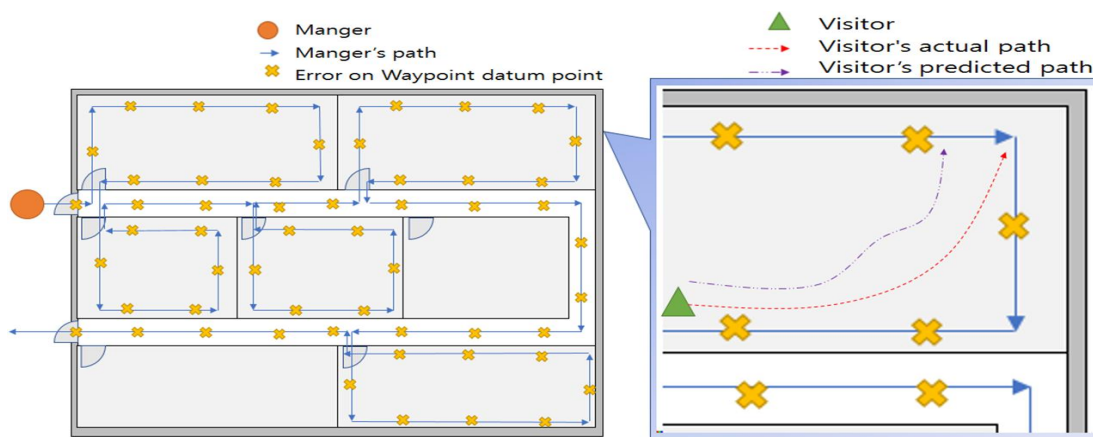 Manger
Manger's path
Error on Waypoint datum point
Visitor
Visitor's actual path
Visitor's predicted path